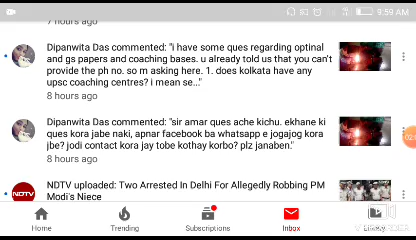 9:59 AM
7 hours ago
Dipanwita Das commented: "i have some ques regarding optinal
and gs papers and coaching bases. u already told us that you can't
provide the ph no. so m asking here. 1. does kolkata have any
upsc coaching centres? i mean se..."
8 hours ago
Dipanwita Das commented: "sir amar ques ache kichu. ekhane ki
ques kora jabe naki, apnar facebook ba whatsapp e jogajog kora
jbe? jodi contact kora jay tobe kothay korbo? plz janaben."
8 hours ago
NDTV
NDTV uploaded: Two Arrested In Delhi For Allegedly Robbing PM
Modi's Niece
Home
Trending
Subscriptions
Inbox
Library